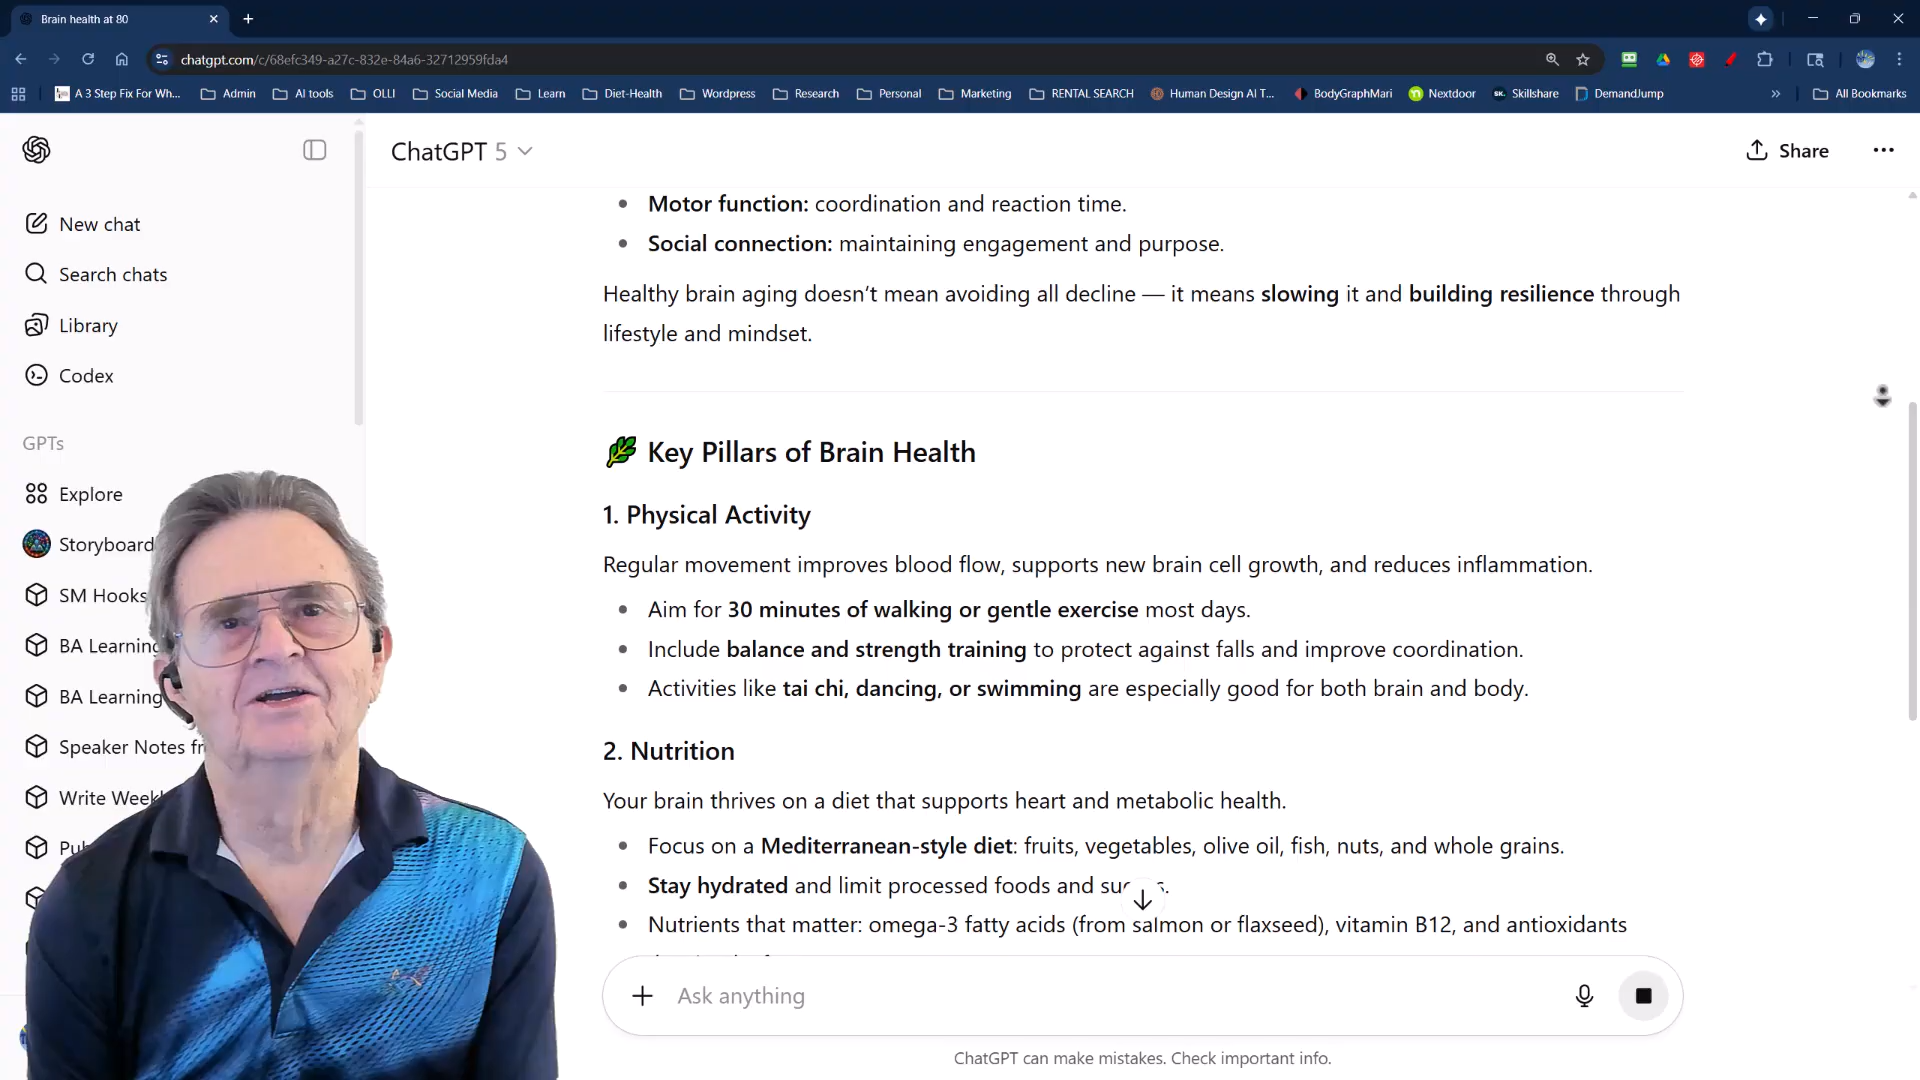 Brain health at 80
chatgpt.com/c/68efc349-a27c-832e-84a6-32712959fda4
A 3 Step Fix For Wh... Admin AI tools OLLI Social Media Learn Diet-Health Wordpress Research Personal Marketing RENTAL SEARCH Human Design AI T... BodyGraphMari Nextdoor Skillshare DemandJump » All Bookmarks
ChatGPT 5
Share
New chat
Search chats
Library
Codex
GPTs
Explore
Storyboard
SM Hooks
BA Learning
BA Learning
Speaker Notes fr
Write Weekl
Pu
• Motor function: coordination and reaction time.
• Social connection: maintaining engagement and purpose.
Healthy brain aging doesn’t mean avoiding all decline — it means slowing it and building resilience through
lifestyle and mindset.
Key Pillars of Brain Health
1. Physical Activity
Regular movement improves blood flow, supports new brain cell growth, and reduces inflammation.
• Aim for 30 minutes of walking or gentle exercise most days.
• Include balance and strength training to protect against falls and improve coordination.
• Activities like tai chi, dancing, or swimming are especially good for both brain and body.
2. Nutrition
Your brain thrives on a diet that supports heart and metabolic health.
• Focus on a Mediterranean-style diet: fruits, vegetables, olive oil, fish, nuts, and whole grains.
• Stay hydrated and limit processed foods and
• Nutrients that matter: omega-3 fatty acids (from salmon or flaxseed), vitamin B12, and antioxidants
Ask anything
ChatGPT can make mistakes. Check important info.